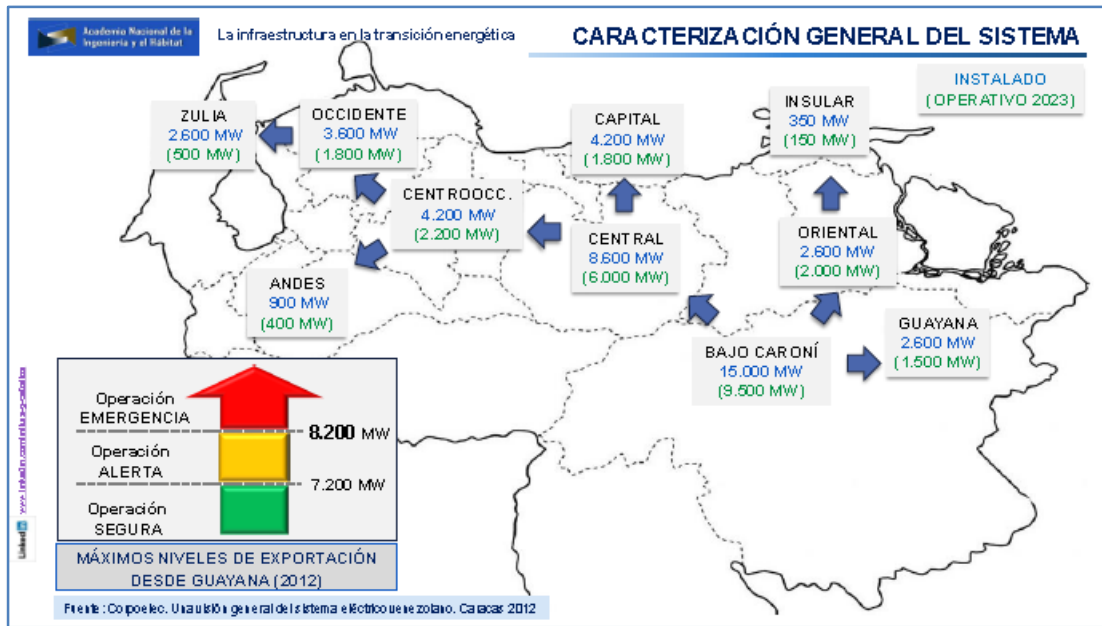 Academia Nacional de la
Ingeniería y el Hábitat
La infraestructura en la transición energética
CARACTERIZACIÓN GENERAL DEL SISTEMA
INSTALADO
(OPERATIVO 2023)
ZULIA
2.600 MW
(500 MW)
OCCIDENTE
3.600 MW
(1.800 MW)
CAPITAL
4.200 MW
(1.800 MW)
INSULAR
350 MW
(150 MW)
CENTROOCC.
4.200 MW
(2.200 MW)
CENTRAL
8.600 MW
(6.000 MW)
ORIENTAL
2.600 MW
(2.000 MW)
ANDES
900 MW
(400 MW)
BAJO CARONÍ
15.000 MW
(9.500 MW)
GUAYANA
2.600 MW
(1.500 MW)
Operación
EMERGENCIA
8.200 MW
Operación
ALERTA
7.200 MW
Operación
SEGURA
MÁXIMOS NIVELES DE EXPORTACIÓN
DESDE GUAYANA (2012)
Fuente: Corpoelec. Una visión general del sistema eléctrico venezolano. Caracas 2012
Linked in